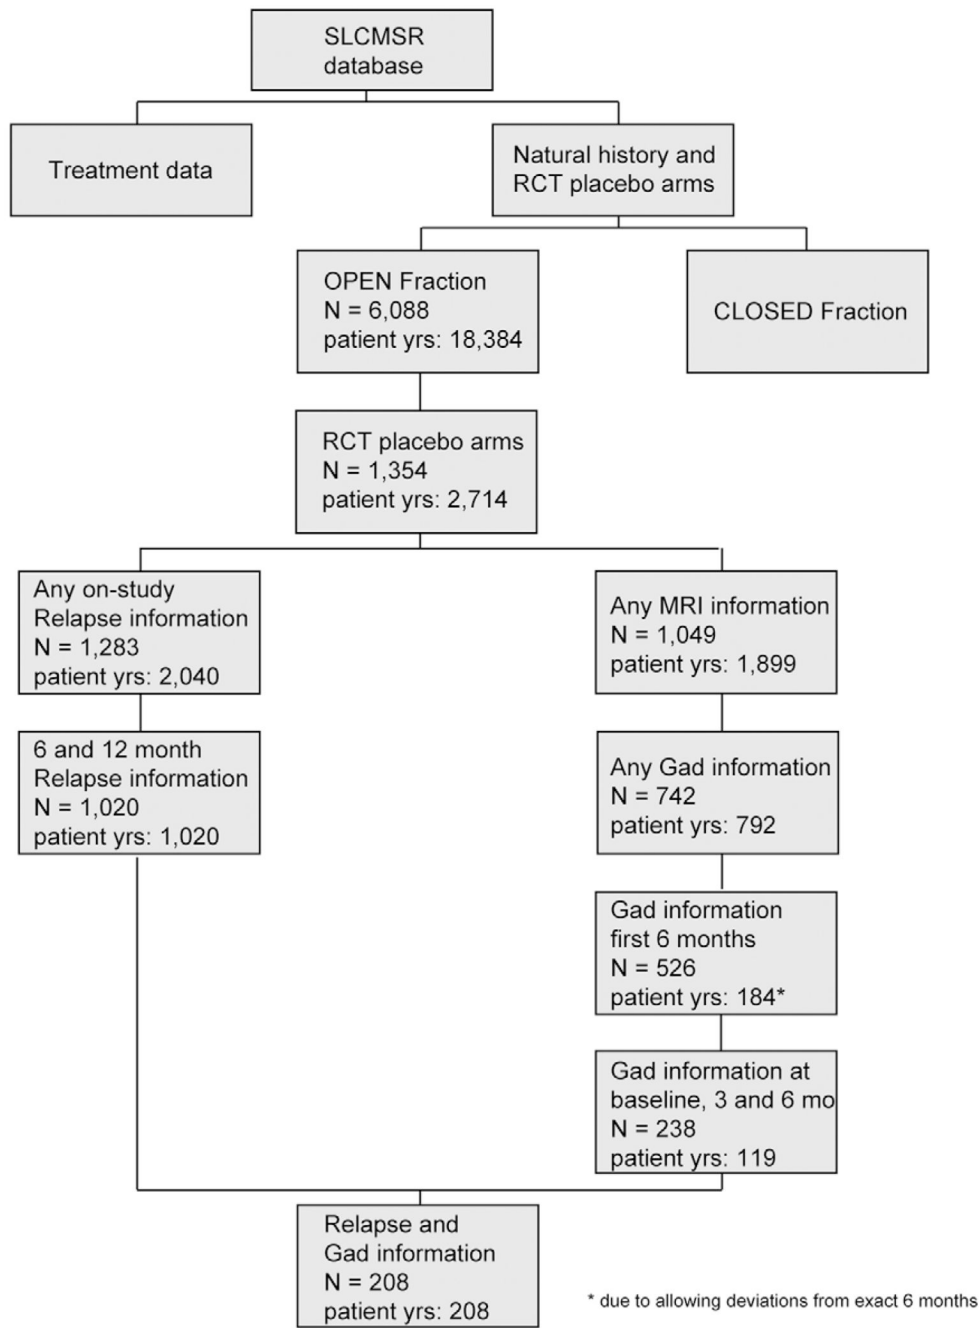 SLCMSR
database
Treatment data
Natural history and
RCT placebo arms
OPEN Fraction
N = 6,088
patient yrs: 18,384
CLOSED Fraction
RCT placebo arms
N = 1,354
patient yrs: 2,714
Any on-study
Relapse information
N = 1,283
patient yrs: 2,040
Any MRI information
N = 1,049
patient yrs: 1,899
6 and 12 month
Relapse information
N = 1,020
patient yrs: 1,020
Any Gad information
N = 742
patient yrs: 792
Gad information
first 6 months
N = 526
patient yrs: 184*
Gad information at
baseline, 3 and 6 mo
N = 238
patient yrs: 119
Relapse and
Gad information
N = 208
patient yrs: 208
* due to allowing deviations from exact 6 months